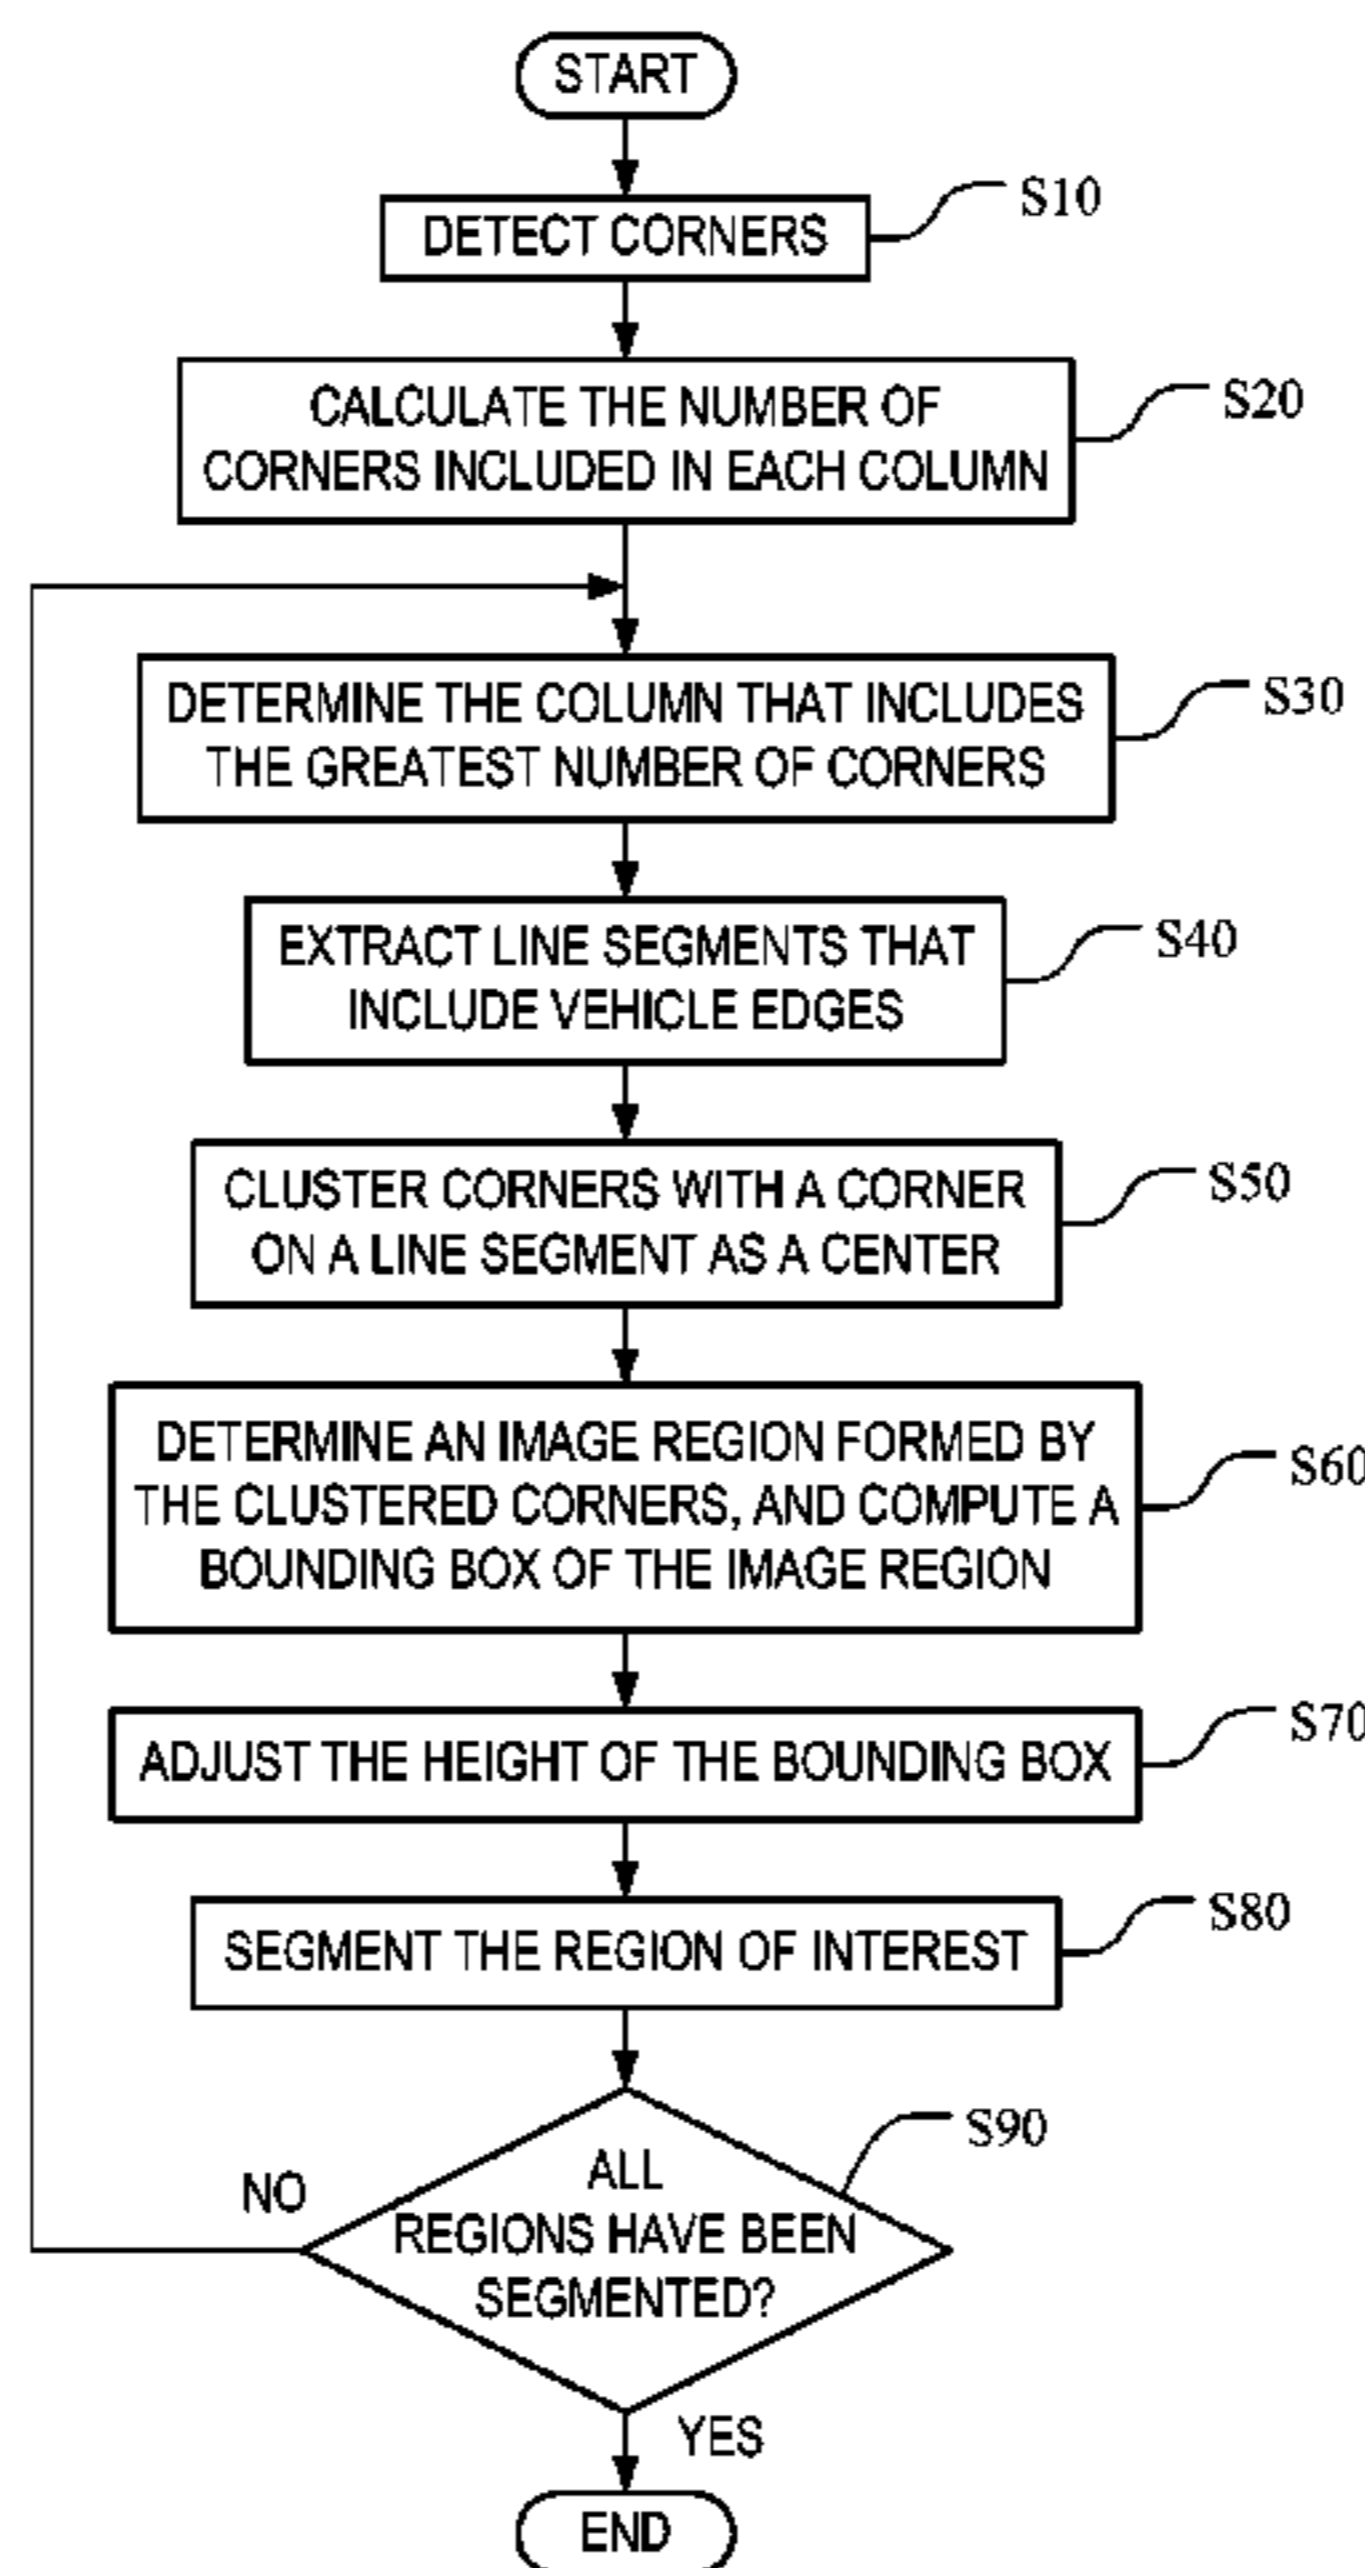 START
DETECT CORNERS
S10
CALCULATE THE NUMBER OF
CORNERS INCLUDED IN EACH COLUMN
S20
DETERMINE THE COLUMN THAT INCLUDES
THE GREATEST NUMBER OF CORNERS
S30
EXTRACT LINE SEGMENTS THAT
INCLUDE VEHICLE EDGES
S40
CLUSTER CORNERS WITH A CORNER
ON A LINE SEGMENT AS A CENTER
S50
DETERMINE AN IMAGE REGION FORMED BY
THE CLUSTERED CORNERS, AND COMPUTE A
BOUNDING BOX OF THE IMAGE REGION
S60
ADJUST THE HEIGHT OF THE BOUNDING BOX
S70
SEGMENT THE REGION OF INTEREST
S80
ALL
REGIONS HAVE BEEN
SEGMENTED?
S90
NO
YES
END